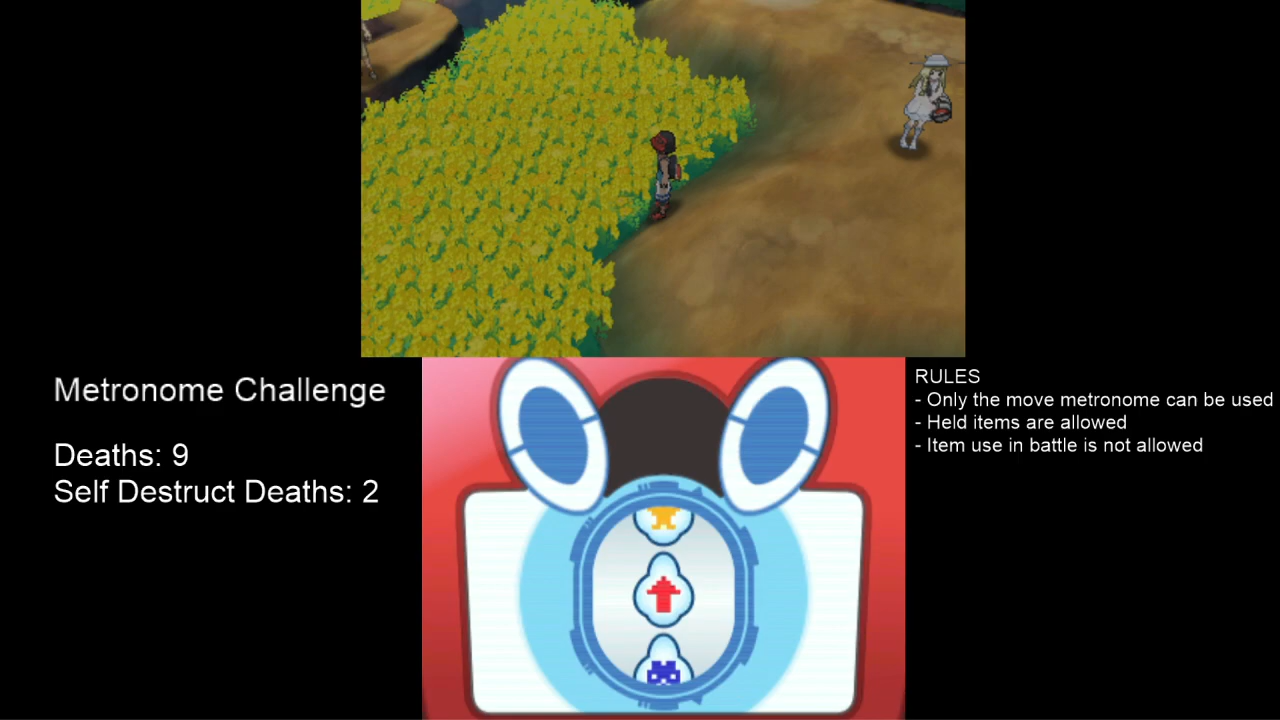 Metronome Challenge
Deaths: 9
Self Destruct Deaths: 2
RULES
- Only the move metronome can be used
- Held items are allowed
- Item use in battle is not allowed